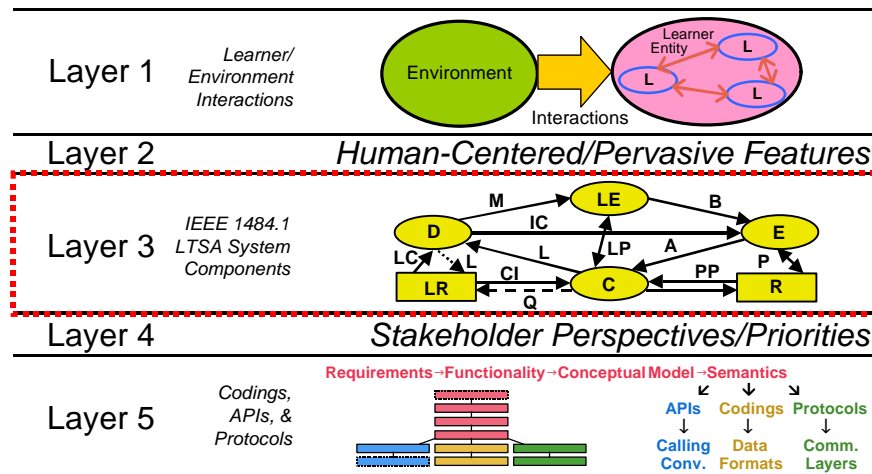 Layer 1
Learner/
Environment
Interactions
Environment
Interactions
Learner
Entity
L
L
L
Layer 2
Human-Centered/Pervasive Features
Layer 3
IEEE 1484.1
LTSA System
Components
M
LE
B
D
IC
E
LC
L
L
LP
A
P
LR
CI
Q
C
PP
R
Layer 4
Stakeholder Perspectives/Priorities
Layer 5
Codings,
APIs, &
Protocols
Requirements→Functionality→Conceptual Model→Semantics
APIs Codings Protocols
Calling Data Comm.
Conv. Formats Layers